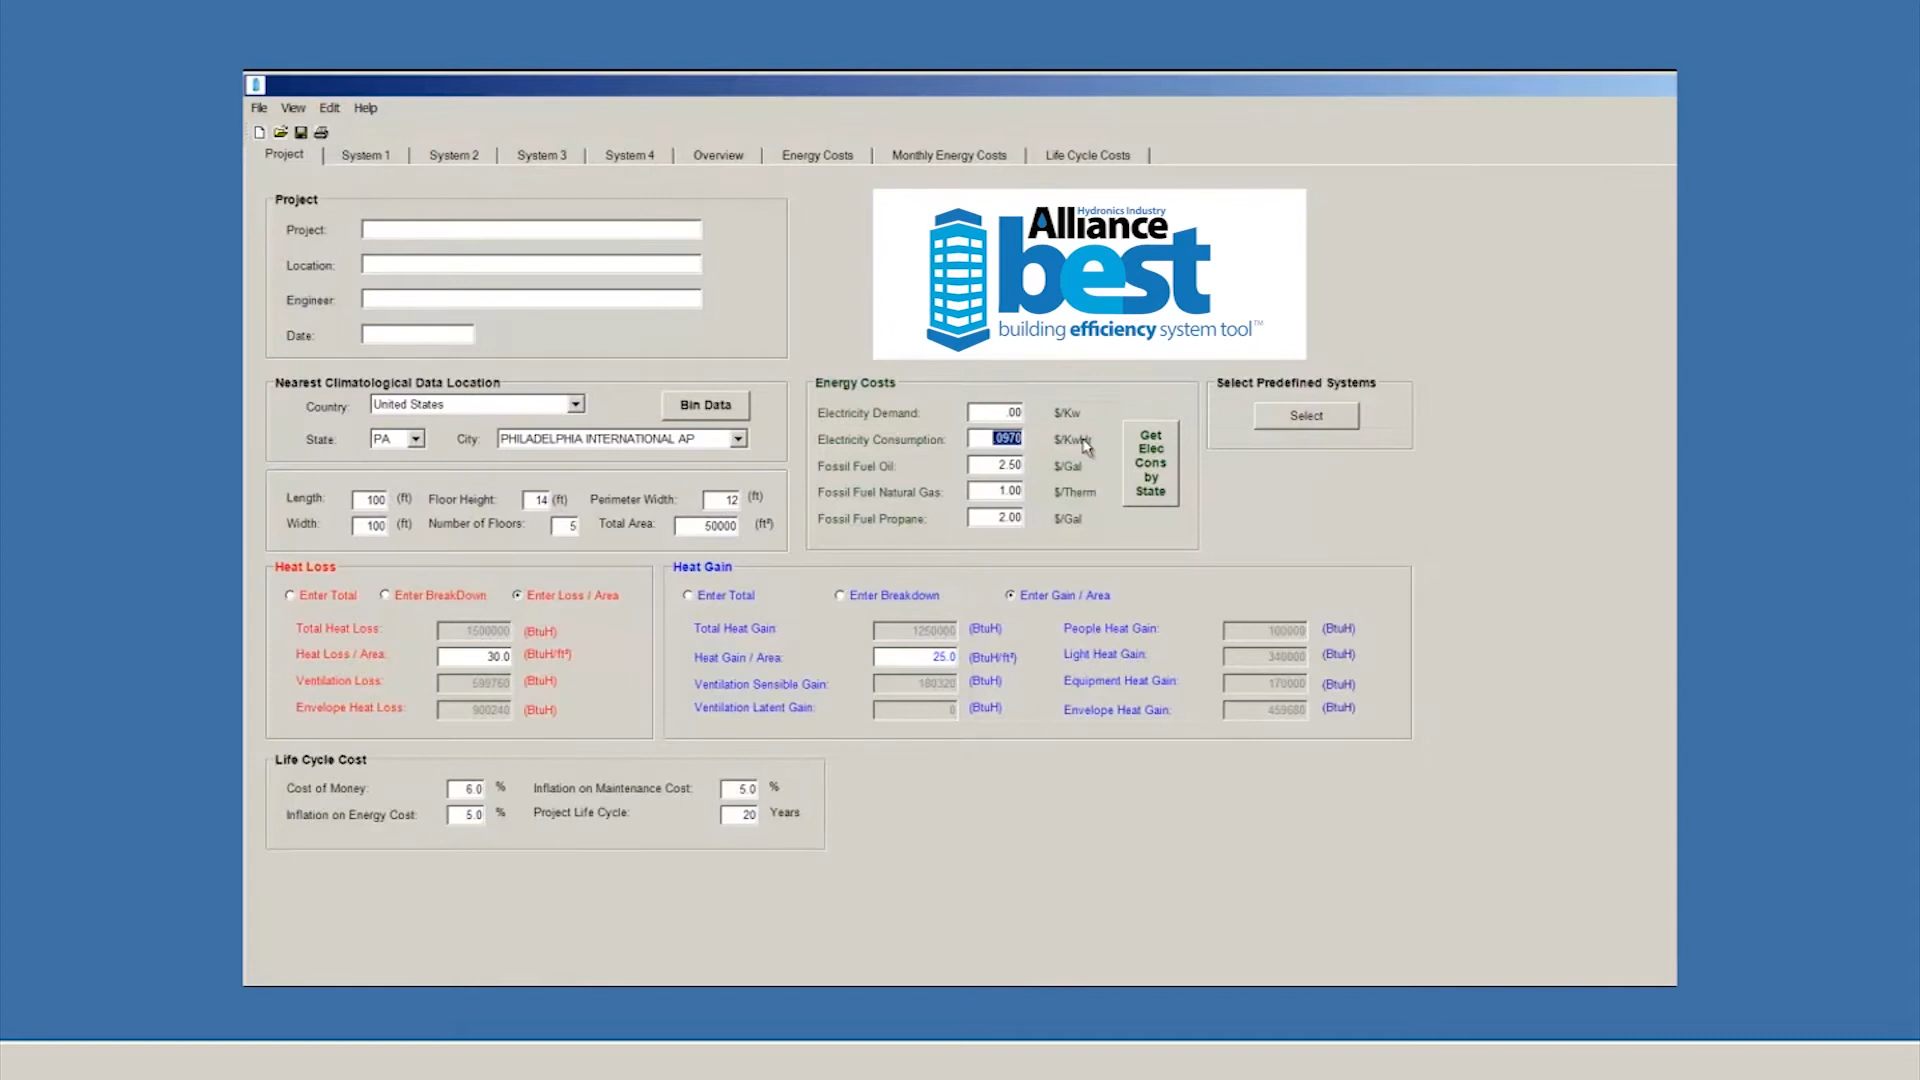 File View Edit Help
Project System 1 System 2 System 3 System 4 Overview Energy Costs Monthly Energy Costs Life Cycle Costs
Project
Project:
Location:
Engineer:
Date:
Hydronics Industry
Alliance
best
building efficiency system tool™
Nearest Climatological Data Location
Country: United States
Bin Data
State: PA City: PHILADELPHIA INTERNATIONAL AP
Energy Costs
Electricity Demand: .00 $/Kw
Electricity Consumption: .0970 $/KwHr
Fossil Fuel Oil: 2.50 $/Gal
Fossil Fuel Natural Gas: 1.00 $/Therm
Fossil Fuel Propane: 2.00 $/Gal
Get
Elec
Cons
by
State
Select Predefined Systems
Select
Length: 100 (ft) Floor Height: 14 (ft) Perimeter Width: 12 (ft)
Width: 100 (ft) Number of Floors: 5 Total Area: 50000 (ft²)
Heat Loss
Enter Total Enter BreakDown Enter Loss / Area
Total Heat Loss: 1500000 (BtuH)
Heat Loss / Area: 30.0 (BtuH/ft²)
Ventilation Loss: 599760 (BtuH)
Envelope Heat Loss: 900240 (BtuH)
Heat Gain
Enter Total Enter Breakdown Enter Gain / Area
Total Heat Gain 1250000 (BtuH) People Heat Gain: 100000 (BtuH)
Heat Gain / Area: 25.0 (BtuH/ft²) Light Heat Gain: 340000 (BtuH)
Ventilation Sensible Gain: 180320 (BtuH) Equipment Heat Gain: 170000 (BtuH)
Ventilation Latent Gain: 0 (BtuH) Envelope Heat Gain: 459680 (BtuH)
Life Cycle Cost
Cost of Money: 6.0 % Inflation on Maintenance Cost: 5.0 %
Inflation on Energy Cost: 5.0 % Project Life Cycle: 20 Years